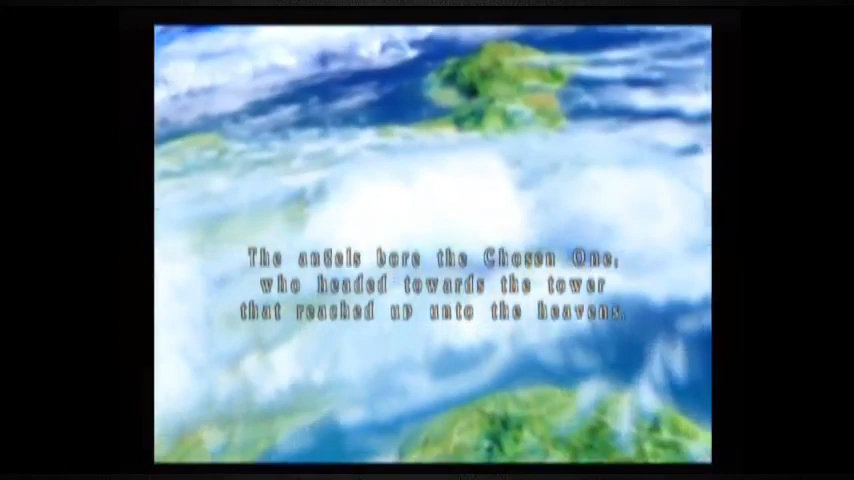 The angels bore the Chosen One,
who headed towards the tower
that reached up unto the heavens.